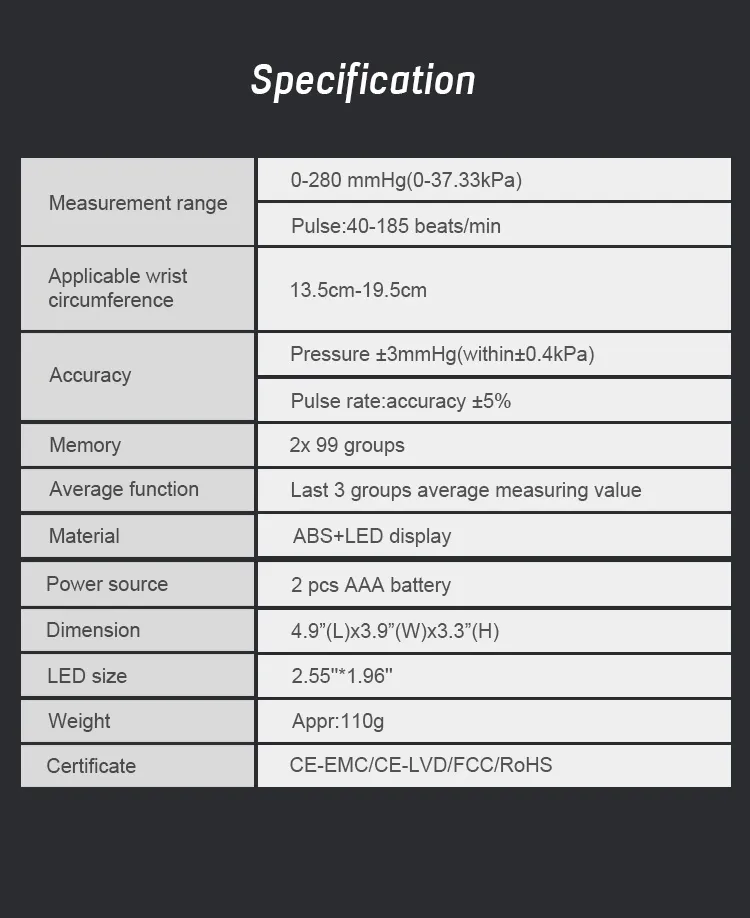 Specification
Measurement range
0-280 mmHg(0-37.33kPa)
Pulse:40-185 beats/min
Applicable wrist
circumference
13.5cm-19.5cm
Accuracy
Pressure ±3mmHg(within±0.4kPa)
Pulse rate:accuracy ±5%
Memory
2x 99 groups
Average function
Last 3 groups average measuring value
Material
ABS+LED display
Power source
2 pcs AAA battery
Dimension
4.9”(L)x3.9”(W)x3.3”(H)
LED size
2.55"*1.96"
Weight
Appr:110g
Certificate
CE-EMC/CE-LVD/FCC/RoHS